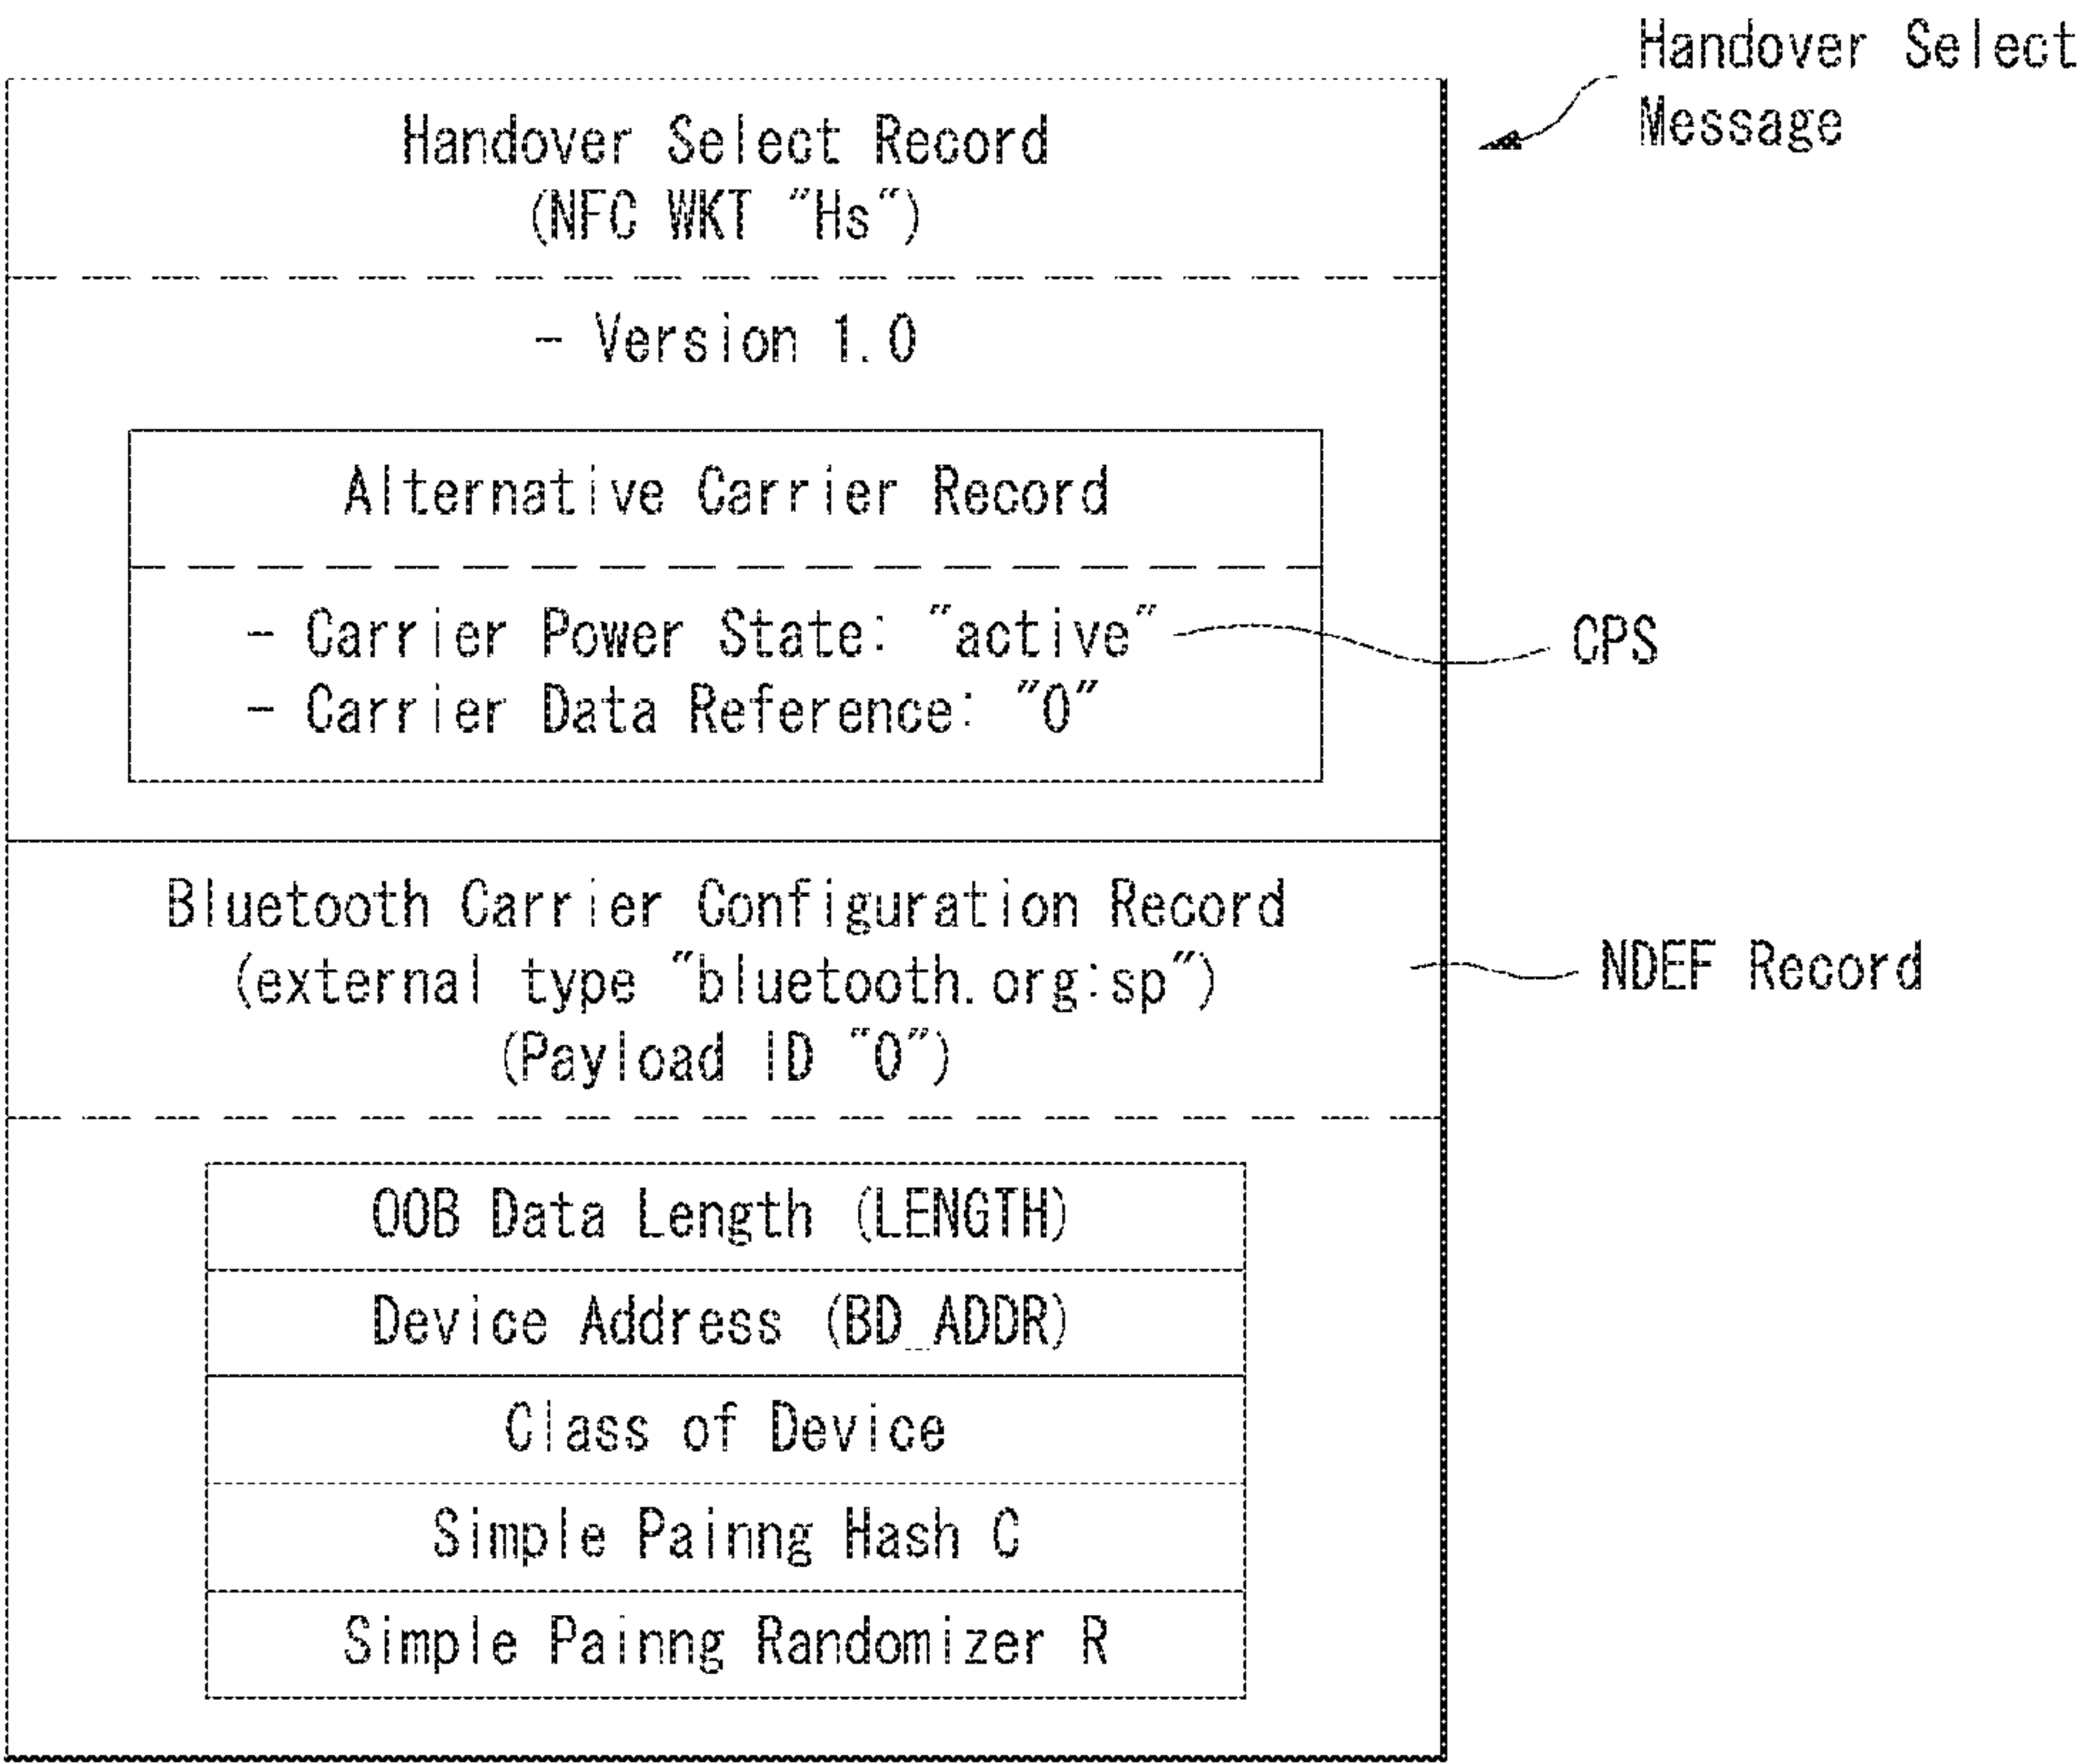 Handover Select
Message
Handover Select Record
(NFC WKT "Hs")
- Version 1.0
Alternative Carrier Record
- Carrier Power State: "active"
CPS
- Carrier Data Reference: "0"
Bluetooth Carrier Configuration Record
(external type "bluetooth.org:sp")
NDEF Record
(Payload ID "0")
OOB Data Length (LENGTH)
Device Address (BD_ADDR)
Class of Device
Simple Painng Hash C
Simple Painng Randomizer R